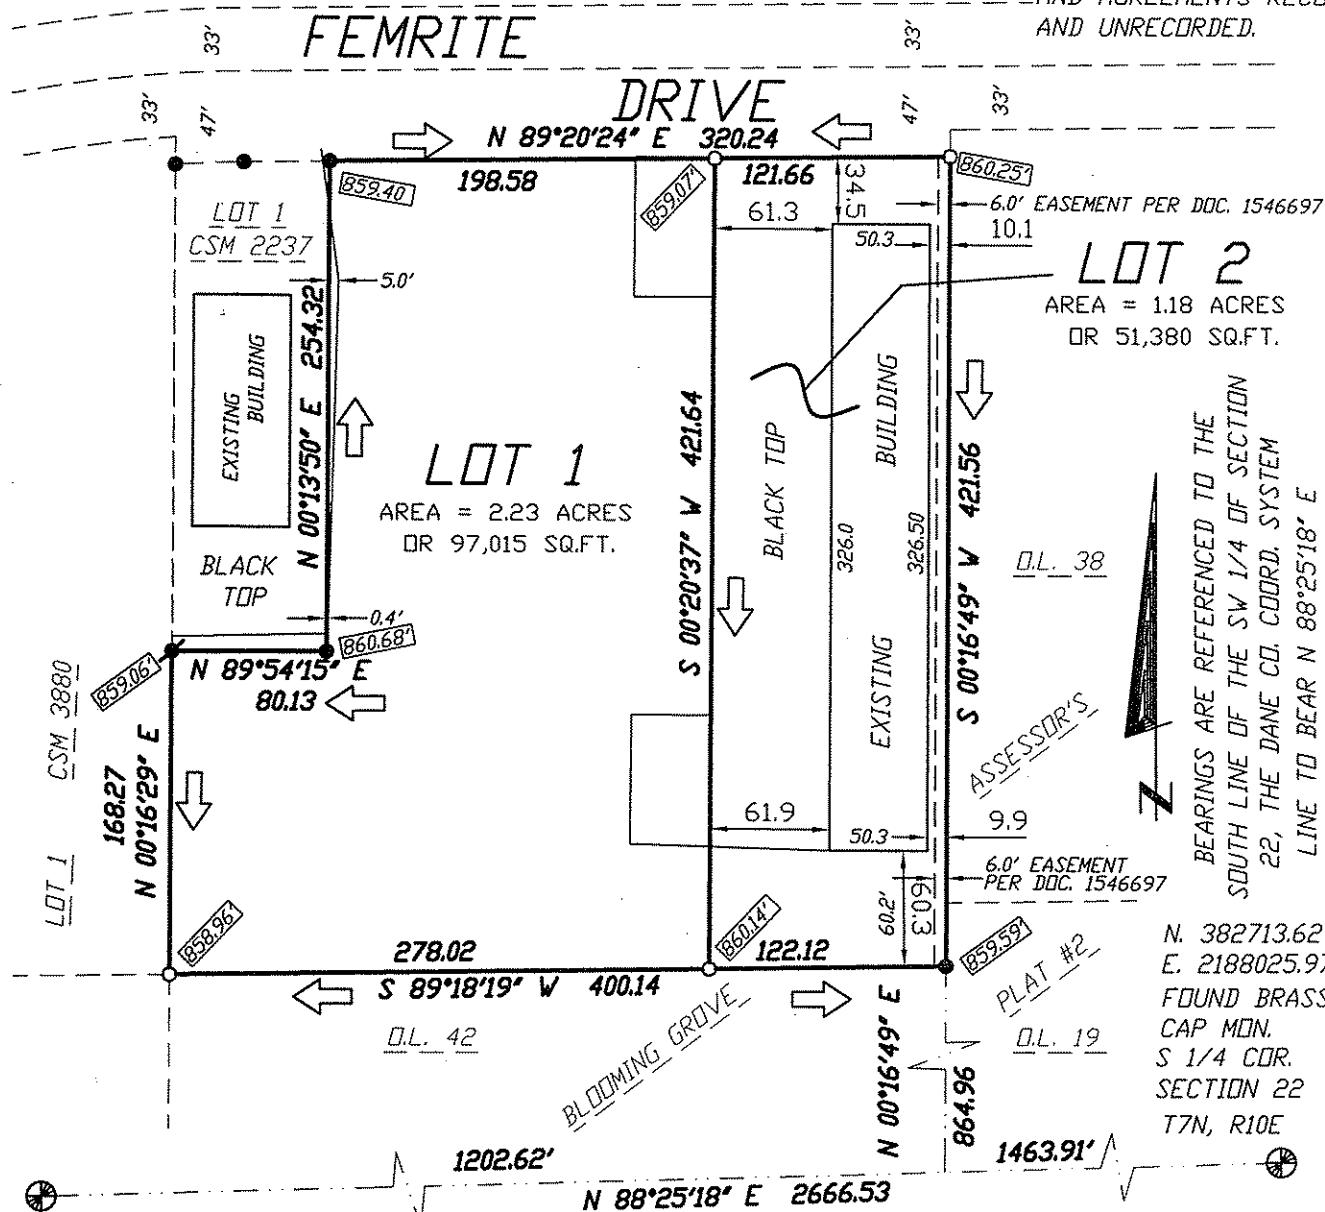 AND UNRECORDED.
33'
33'
FEMRITE
DRIVE
33'
47'
47'
33'
N 89°20'24" E 320.24
198.58
121.66
859.40'
859.07'
860.25'
6.0' EASEMENT PER DOC. 1546697
34.5
61.3
50.3
10.1
LOT 1
CSM 2237
5.0'
LOT 2
AREA = 1.18 ACRES
OR 51,380 SQ.FT.
EXISTING
BUILDING
N 00°13'50" E 254.32
LOT 1
AREA = 2.23 ACRES
OR 97,015 SQ.FT.
S 00°20'37" W 421.64
BLACK TOP
326.0
EXISTING BUILDING
326.50
S 00°16'49" W 421.56
O.L. 38
BEARINGS ARE REFERENCED TO THE
SOUTH LINE OF THE SW 1/4 OF SECTION
22, THE DANE CO. COORD. SYSTEM
LINE TO BEAR N 88°25'18" E
N
BLACK
TOP
0.4'
860.68'
859.06'
N 89°54'15" E
80.13
LOT 1 CSM 3880
168.27
N 00°16'29" E
ASSESSOR'S
61.9
50.3
9.9
6.0' EASEMENT
PER DOC. 1546697
60.2'
60.3
858.96'
860.14'
859.59'
278.02
122.12
S 89°18'19" W 400.14
O.L. 42
BLOOMING GROVE
PLAT #2
O.L. 19
N 00°16'49" E
864.96
N. 382713.62
E. 2188025.97
FOUND BRASS
CAP MON.
S 1/4 COR.
SECTION 22
T7N, R10E
1202.62'
1463.91'
N 88°25'18" E 2666.53